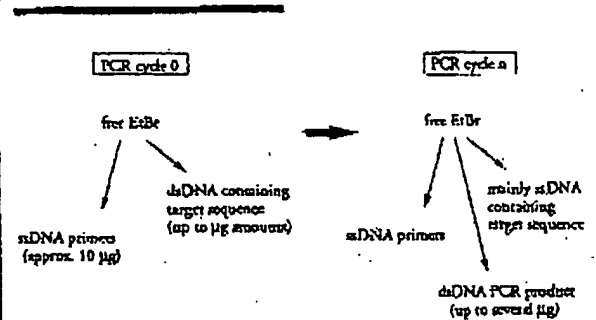 PCR cycle 0
free EtBr
dsDNA containing
target sequence
(up to µg amounts)
ssDNA primers
(approx. 10 µg)
PCR cycle n
free EtBr
mainly ssDNA
containing
target sequence
ssDNA primers
dsDNA PCR product
(up to several µg)